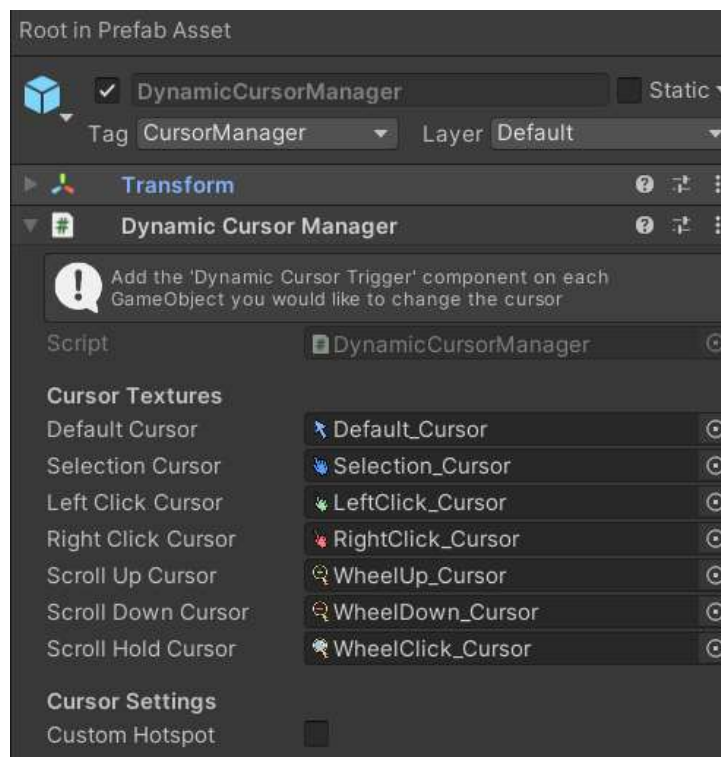 Root in Prefab Asset
DynamicCursorManager Static
Tag CursorManager Layer Default
Transform
# Dynamic Cursor Manager
Add the 'Dynamic Cursor Trigger' component on each
GameObject you would like to change the cursor
Script # DynamicCursorManager
Cursor Textures
Default Cursor Default_Cursor
Selection Cursor Selection_Cursor
Left Click Cursor LeftClick_Cursor
Right Click Cursor RightClick_Cursor
Scroll Up Cursor WheelUp_Cursor
Scroll Down Cursor WheelDown_Cursor
Scroll Hold Cursor WheelClick_Cursor
Cursor Settings
Custom Hotspot